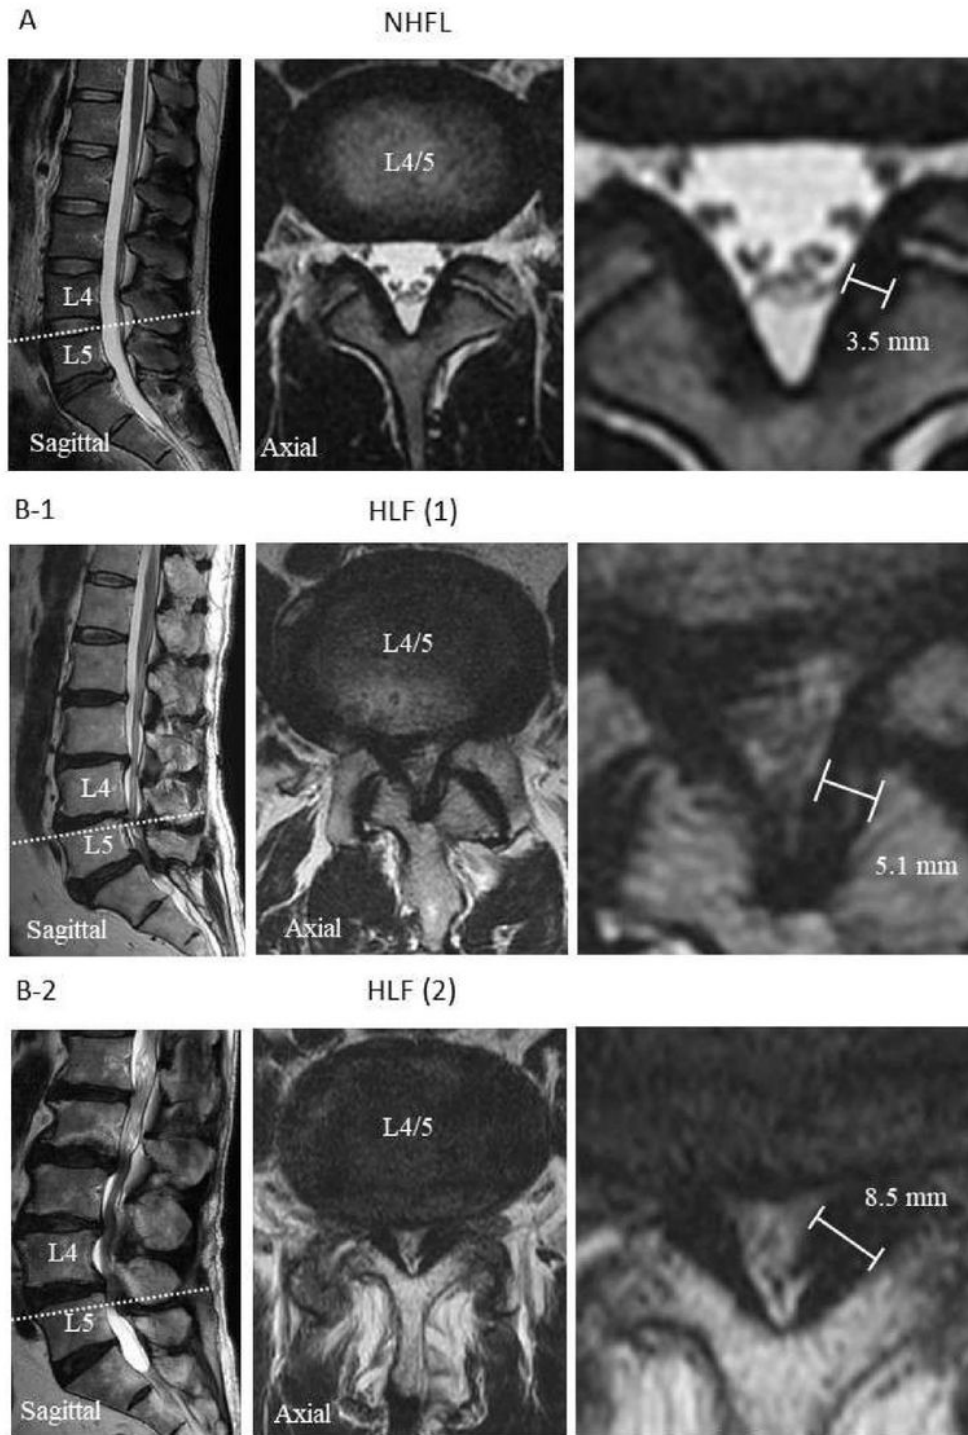 A
NHFL
L4
L5
Sagittal
L4/5
Axial
3.5 mm
B-1
HLF (1)
L4
L5
Sagittal
L4/5
Axial
5.1 mm
B-2
HLF (2)
L4
L5
Sagittal
L4/5
Axial
8.5 mm